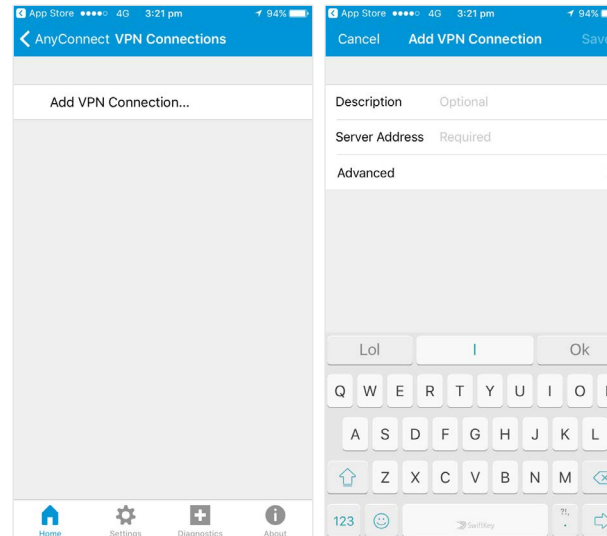 App Store 4G 3:21 pm 94%
AnyConnect VPN Connections
Add VPN Connection...
Home Settings Diagnostics About
App Store 4G 3:21 pm 94%
Cancel Add VPN Connection Save
Description Optional
Server Address Required
Advanced
Lol I Ok
Q W E R T Y U I O
A S D F G H J K L
Z X C V B N M
123 SwiftKey ?!, .